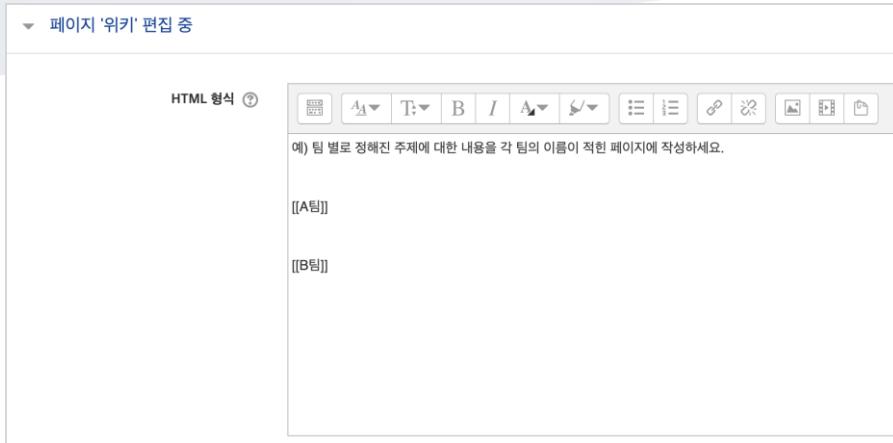 페이지 '위키' 편집 중
HTML 형식
예) 팀 별로 정해진 주제에 대한 내용을 각 팀의 이름이 적힌 페이지에 작성하세요.
[[A팀]]
[[B팀]]